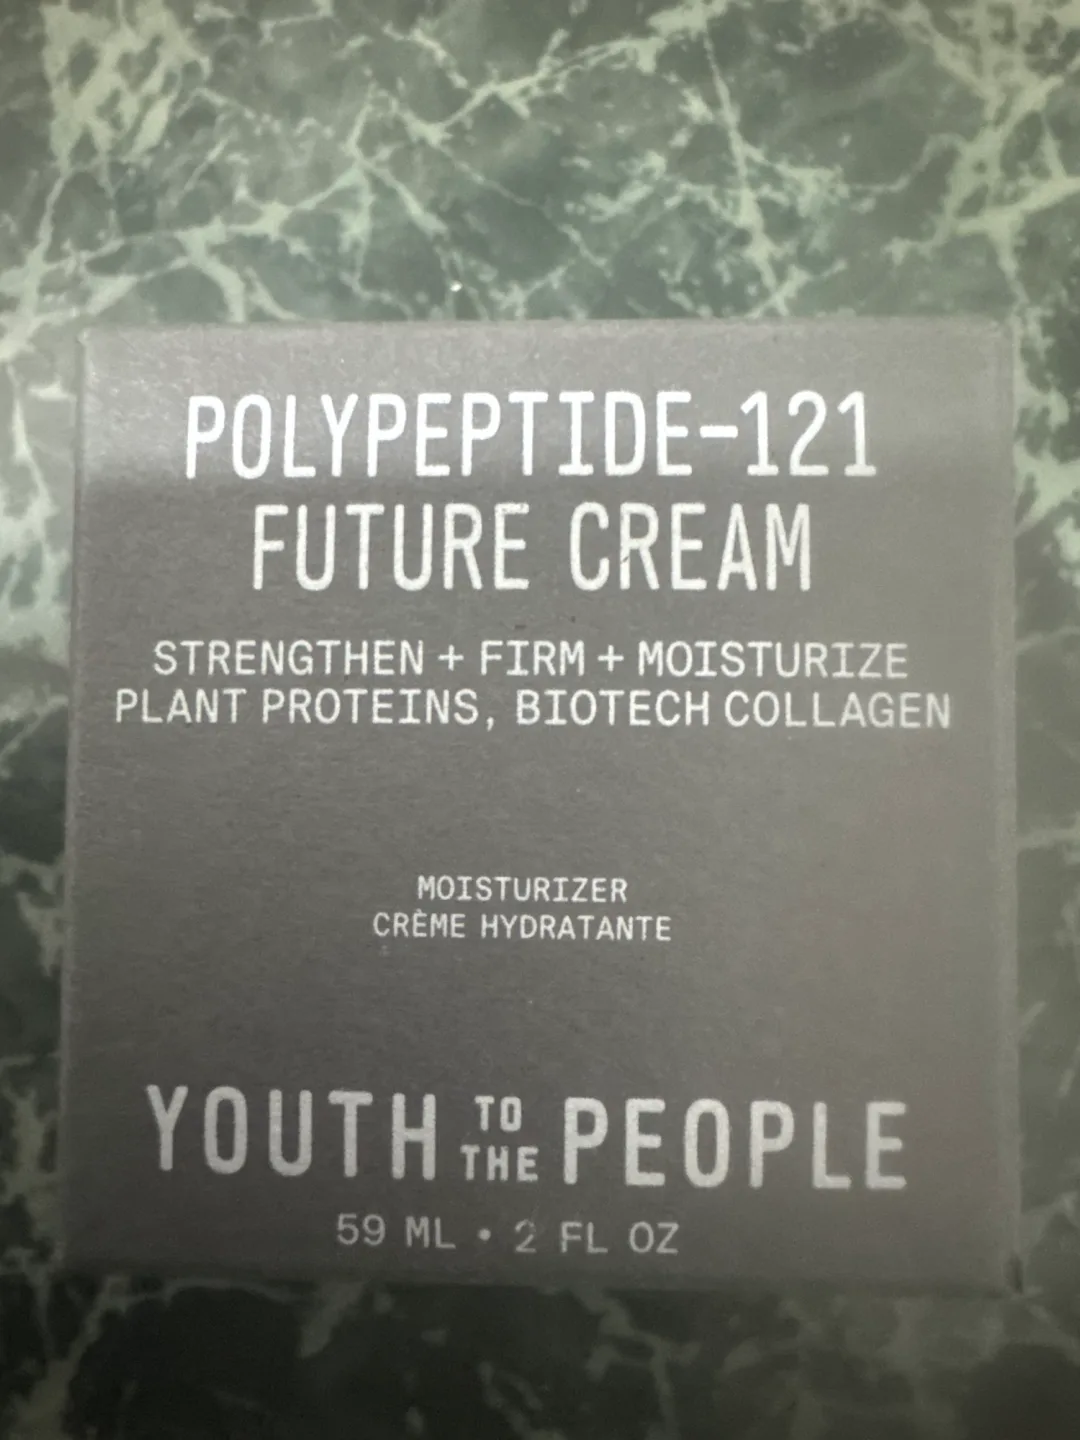 POLYPEPTIDE-121
FUTURE CREAM
STRENGTHEN + FIRM + MOISTURIZE
PLANT PROTEINS, BIOTECH COLLAGEN
MOISTURIZER
CRÈME HYDRATANTE
YOUTH TO THE PEOPLE
59 ML • 2 FL OZ